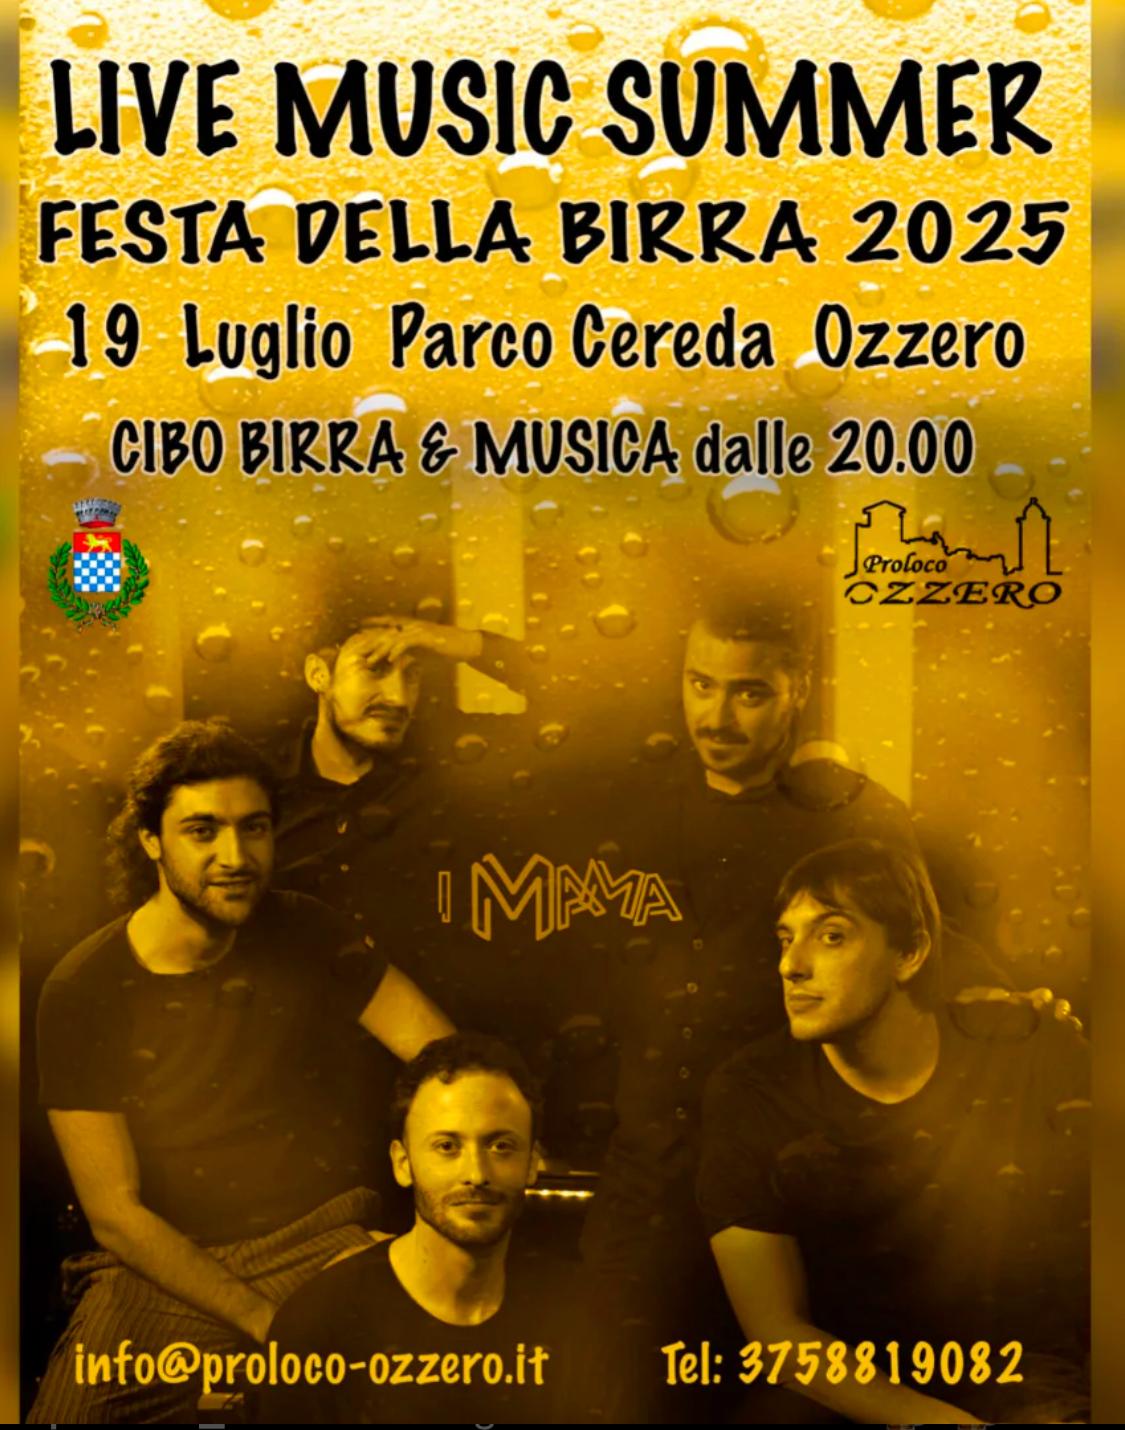 LIVE MUSIC SUMMER
FESTA DELLA BIRRA 2025
19 Luglio Parco Cereda Ozzero
CIBO BIRRA & MUSICA dalle 20.00
Proloco
OZZERO
I MAMMA
info@proloco-ozzero.it Tel: 3758819082